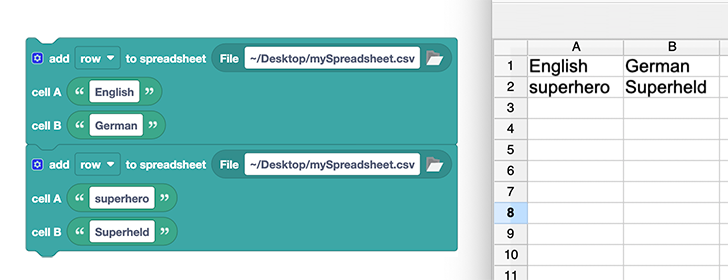 add row to spreadsheet File ~/Desktop/mySpreadsheet.csv
cell A “ English ”
cell B “ German ”
add row to spreadsheet File ~/Desktop/mySpreadsheet.csv
cell A “ superhero ”
cell B “ Superheld ”
A B
1 English German
2 superhero Superheld
3
4
5
6
7
8
9
10
11